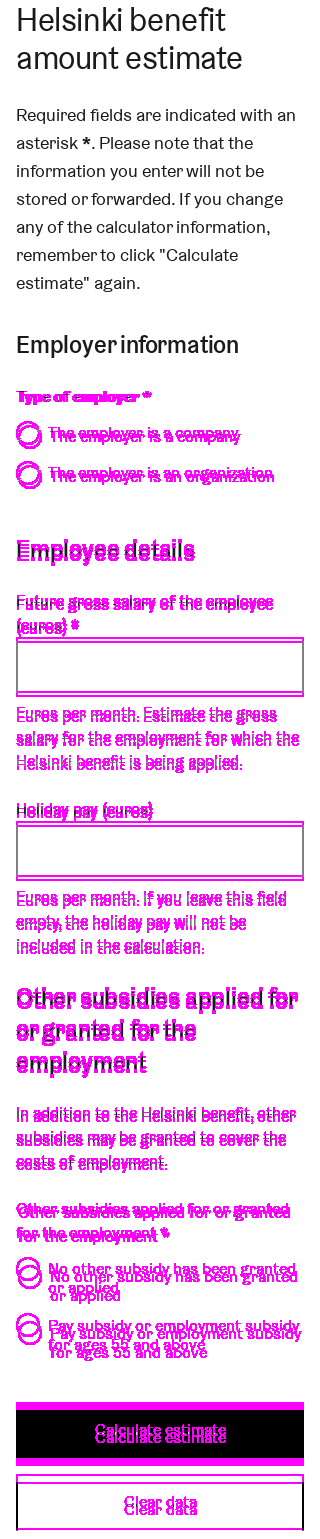 Helsinki benefit
amount estimate
Required fields are indicated with an
asterisk *. Please note that the
information you enter will not be
stored or forwarded. If you change
any of the calculator information,
remember to click "Calculate
estimate" again.
Employer information
Type of employer *
The employer is a company
The employer is an organization
Employee details
Future gross salary of the employee
(euros) *
Euros per month. Estimate the gross
salary for the employment for which the
Helsinki benefit is being applied.
Holiday pay (euros)
Euros per month. If you leave this field
empty, the holiday pay will not be
included in the calculation.
Other subsidies applied for
or granted for the
employment
In addition to the Helsinki benefit, other
subsidies may be granted to cover the
costs of employment.
Other subsidies applied for or granted
for the employment *
No other subsidy has been granted
or applied
Pay subsidy or employment subsidy
for ages 55 and above
Calculate estimate
Clear data